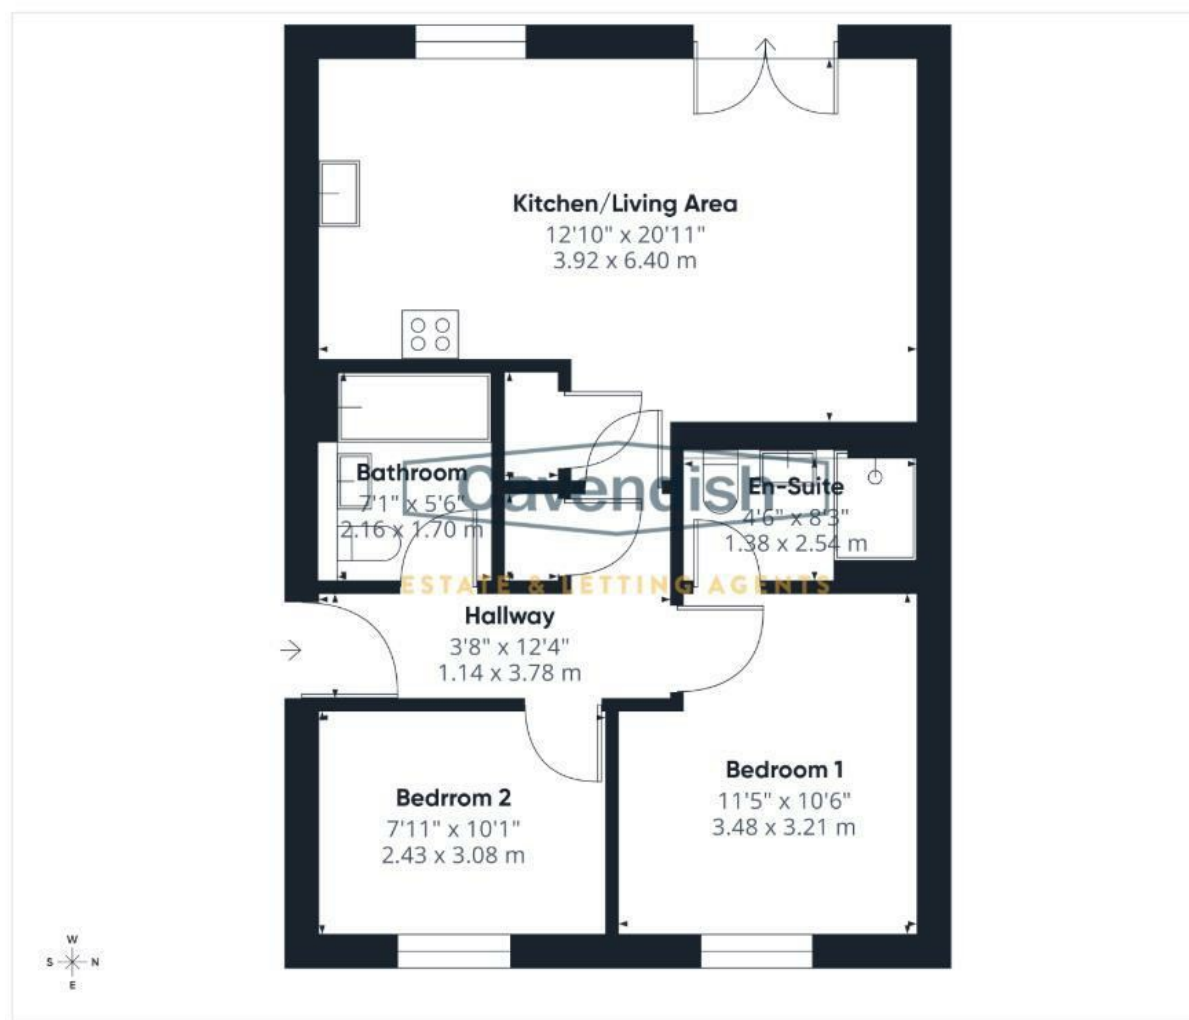 Kitchen/Living Area
12'10" x 20'11"
3.92 x 6.40 m
Bathroom
7'1" x 5'6"
2.16 x 1.70 m
Cavendish
ESTATE & LETTING AGENTS
En-Suite
4'6" x 8'3"
1.38 x 2.54 m
Hallway
3'8" x 12'4"
1.14 x 3.78 m
Bedrrom 2
7'11" x 10'1"
2.43 x 3.08 m
Bedroom 1
11'5" x 10'6"
3.48 x 3.21 m
W
S N
E